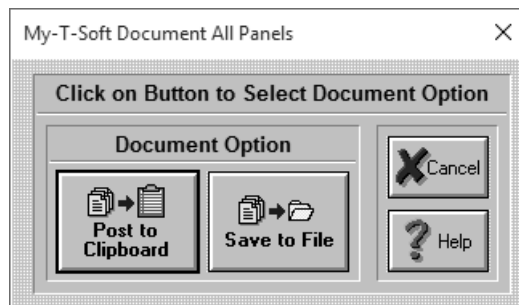 My-T-Soft Document All Panels
Click on Button to Select Document Option
Document Option
Post to
Clipboard
Save to File
Cancel
Help